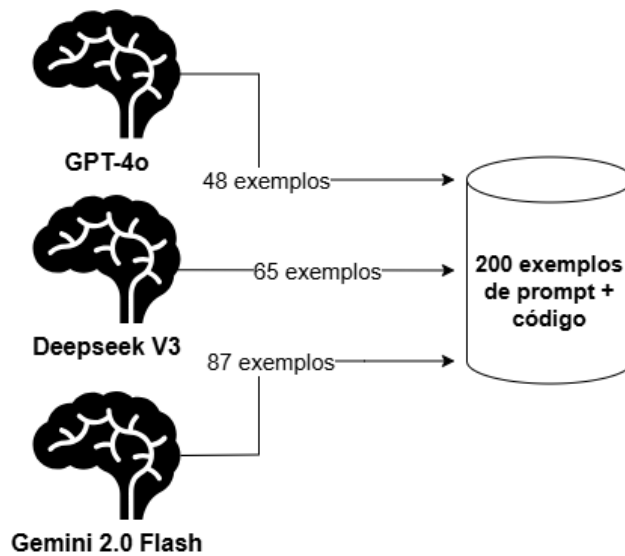 GPT-4o
48 exemplos
Deepseek V3
65 exemplos
87 exemplos
Gemini 2.0 Flash
200 exemplos
de prompt +
código